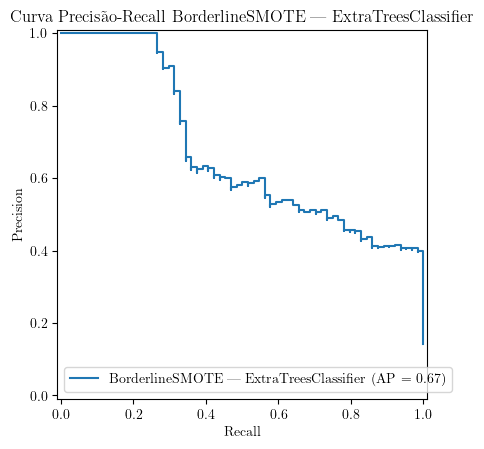 Curva Precisão-Recall BorderlineSMOTE — ExtraTreesClassifier
1.0
0.8
0.6
0.4
0.2
0.0
Precision
BorderlineSMOTE — ExtraTreesClassifier (AP = 0.67)
0.0 0.2 0.4 0.6 0.8 1.0
Recall